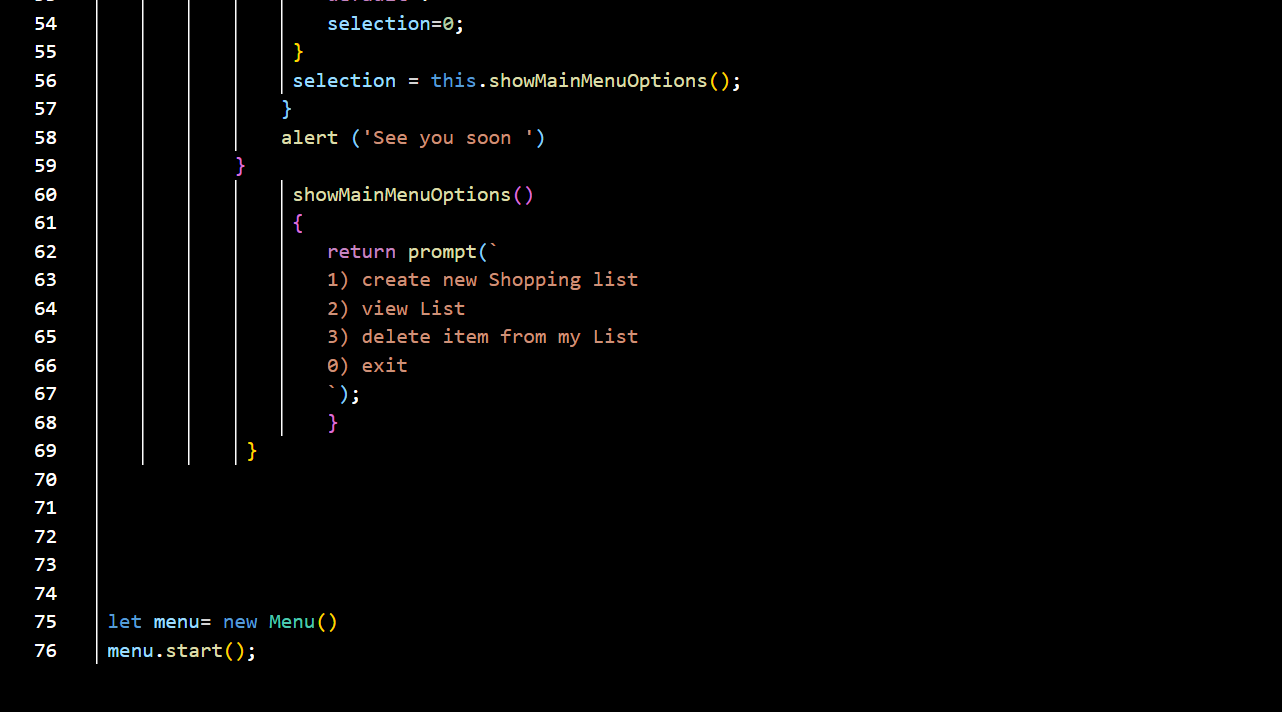 54 selection=0;
55 }
56 selection = this.showMainMenuOptions();
57 }
58 alert ('See you soon ')
59 }
60 showMainMenuOptions()
61 {
62 return prompt(`
63 1) create new Shopping list
64 2) view List
65 3) delete item from my List
66 0) exit
67 `);
68 }
69 }
70
71
72
73
74
75 let menu= new Menu()
76 menu.start();